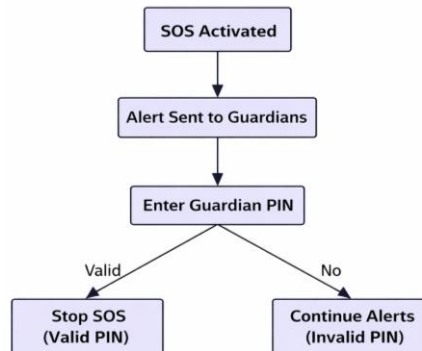 SOS Activated
Alert Sent to Guardians
Enter Guardian PIN
Valid
No
Stop SOS
(Valid PIN)
Continue Alerts
(Invalid PIN)